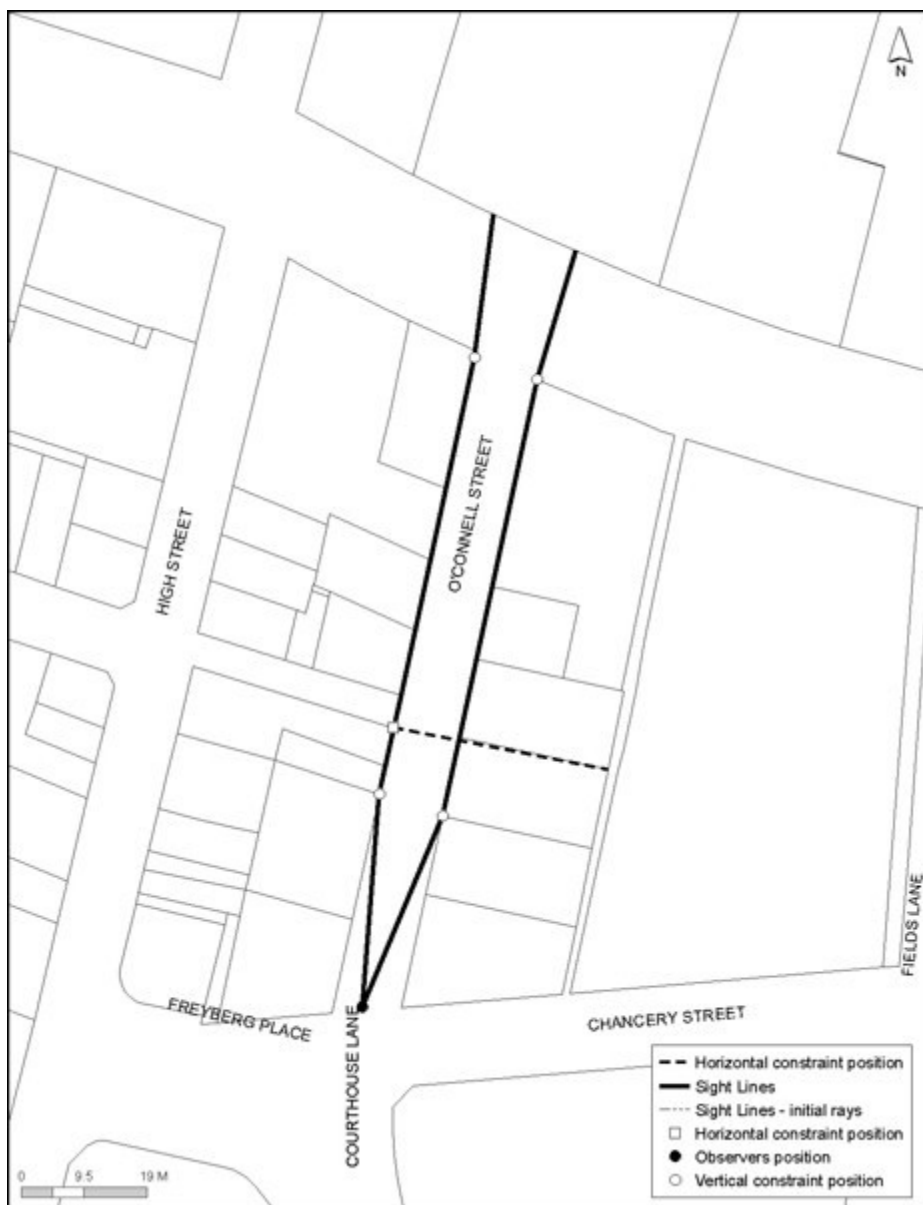 N
O'CONNELL STREET
HIGH STREET
FIELDS LANE
FREYBERG PLACE
CHANCERY STREET
COURTHOUSE LANE
Horizontal constraint position
Sight Lines
Sight Lines - initial rays
Horizontal constraint position
Observers position
Vertical constraint position
0 9.5 19 M